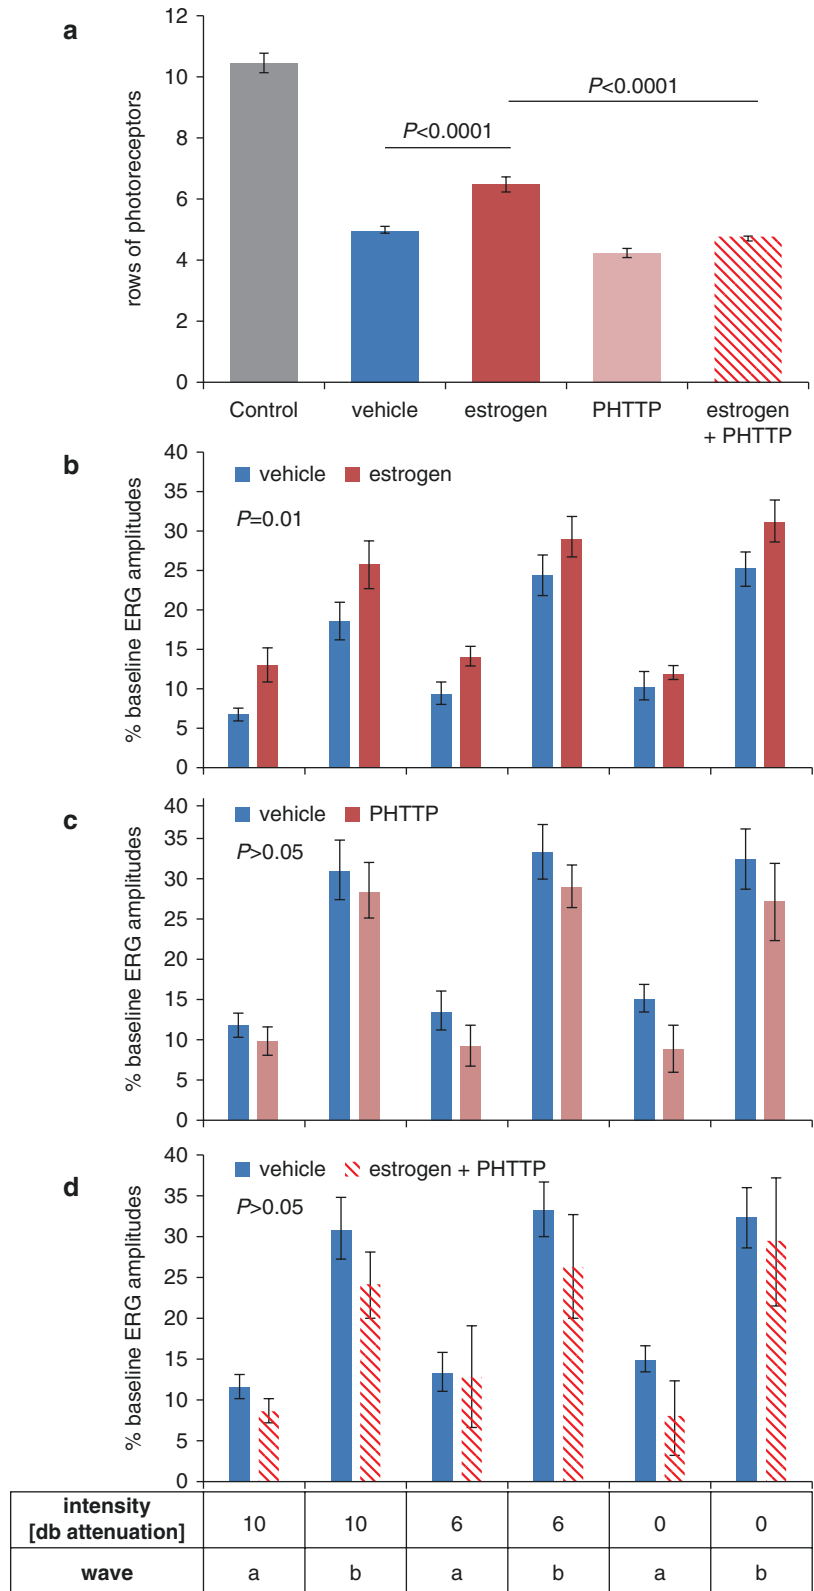 a
rows of photoreceptors
12
10
8
6
4
2
0
P<0.0001
P<0.0001
Control vehicle estrogen PHTTP estrogen
+ PHTTP
b
% baseline ERG amplitudes
40
35
30
25
20
15
10
5
0
vehicle estrogen
P=0.01
c
% baseline ERG amplitudes
40
35
30
25
20
15
10
5
0
vehicle PHTTP
P>0.05
d
% baseline ERG amplitudes
40
35
30
25
20
15
10
5
0
vehicle estrogen + PHTTP
P>0.05
intensity
[db attenuation] 10 10 6 6 0 0
wave a b a b a b